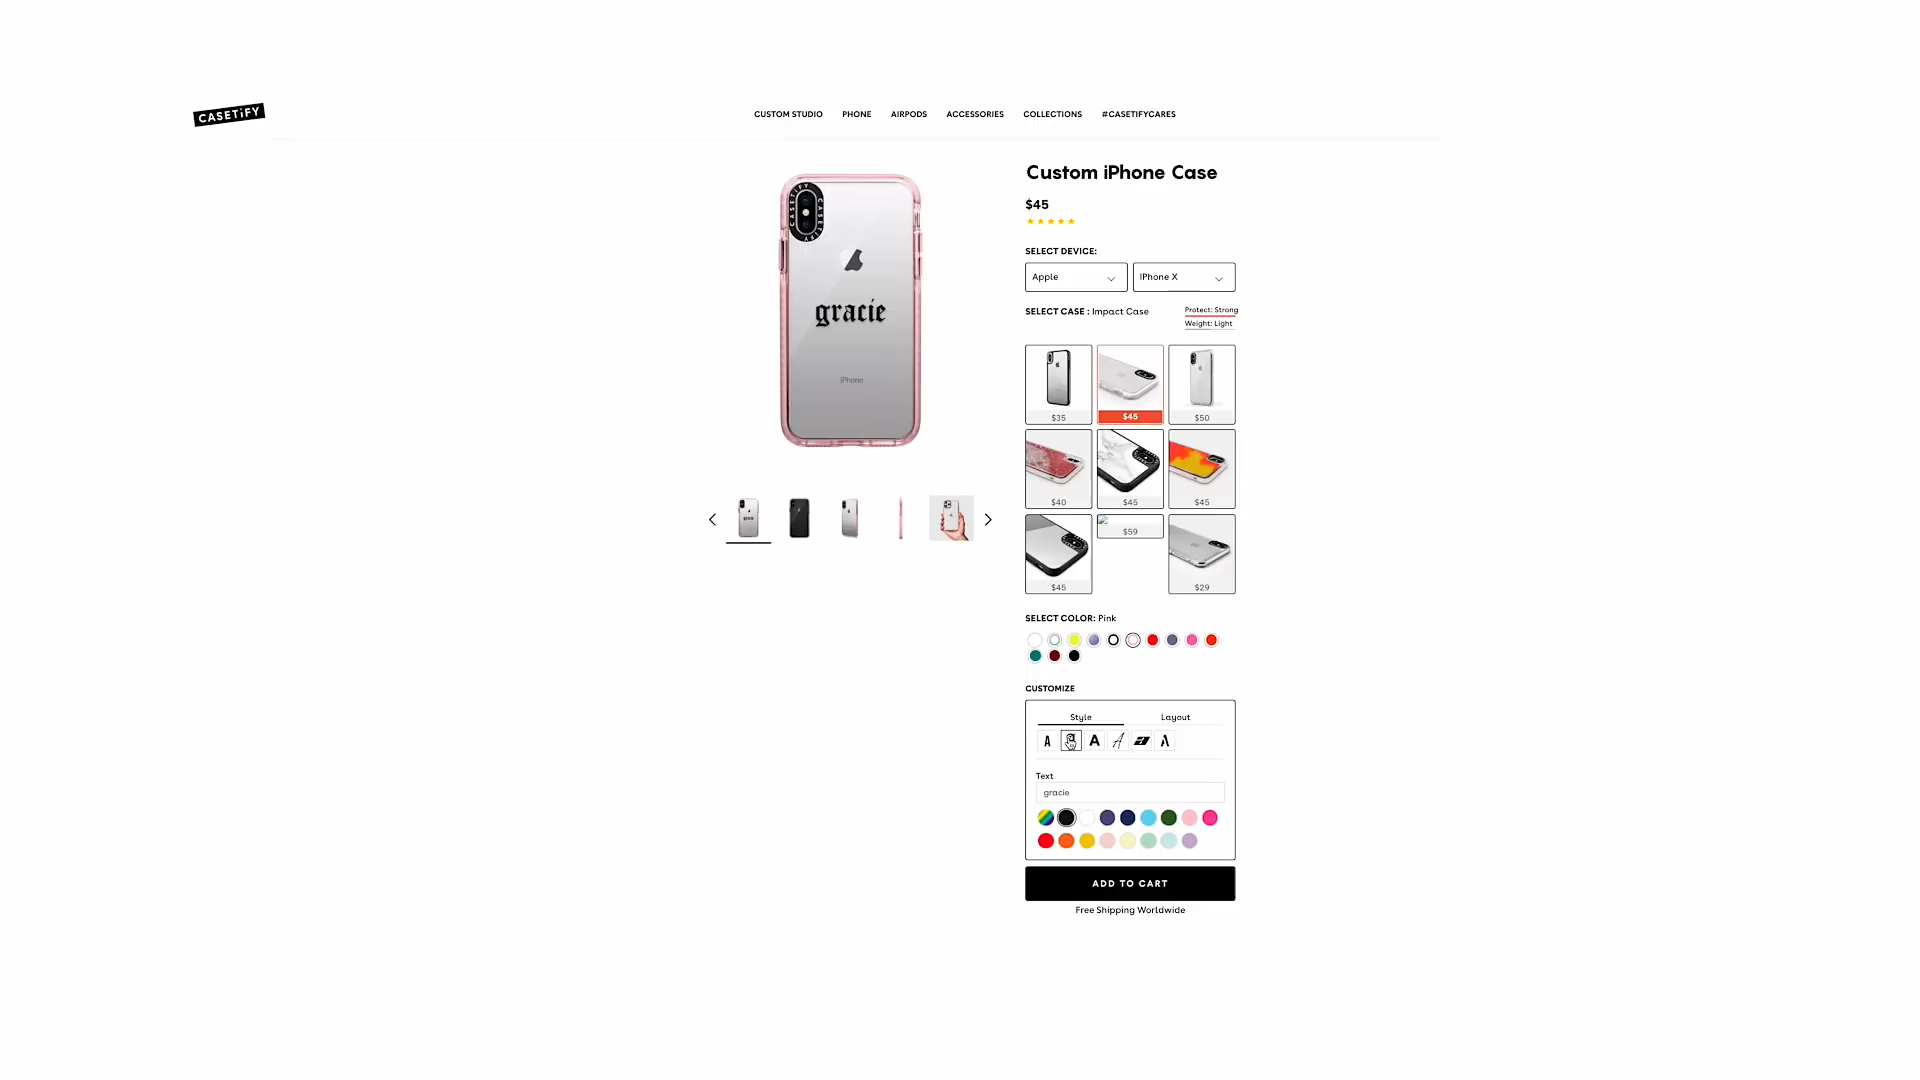 CASETiFY
CUSTOM STUDIO
PHONE
AIRPODS
ACCESSORIES
COLLECTIONS
#CASETIFYCARES
CASETiFY
CASETiFY
gracie
iPhone
Custom iPhone Case
$45
SELECT DEVICE:
Apple
IPhone X
SELECT CASE : Impact Case
Protect: Strong
Weight: Light
$35
$45
$50
$40
$45
$45
$45
$59
$29
SELECT COLOR: Pink
CUSTOMIZE
Style
Layout
A
A
A
Text
gracie
ADD TO CART
Free Shipping Worldwide